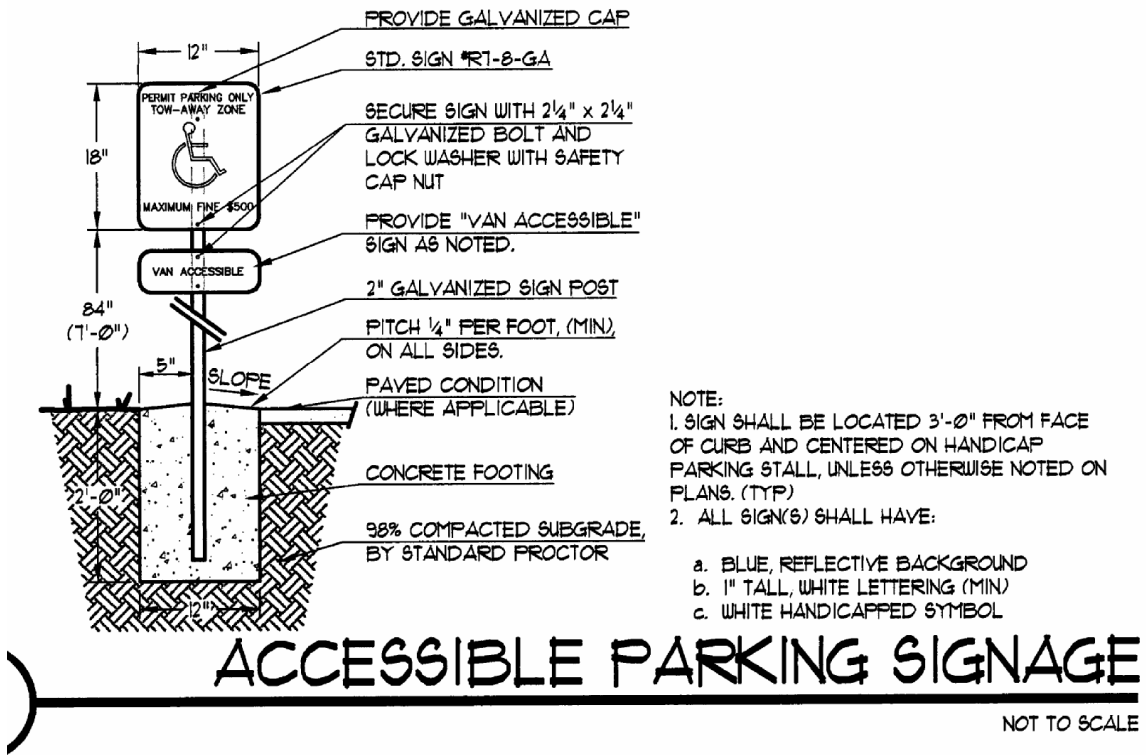 PROVIDE GALVANIZED CAP
12"
STD. SIGN #R7-8-GA
PERMIT PARKING ONLY
TOW-AWAY ZONE
SECURE SIGN WITH 2¼" x 2¼"
GALVANIZED BOLT AND
LOCK WASHER WITH SAFETY
CAP NUT
18"
MAXIMUM FINE $500
PROVIDE "VAN ACCESSIBLE"
SIGN AS NOTED.
VAN ACCESSIBLE
2" GALVANIZED SIGN POST
84"
(7'-0")
PITCH ¼" PER FOOT, (MIN),
ON ALL SIDES.
5"
SLOPE
PAVED CONDITION
(WHERE APPLICABLE)
CONCRETE FOOTING
2'-0"
98% COMPACTED SUBGRADE,
BY STANDARD PROCTOR
12"
NOTE:
1. SIGN SHALL BE LOCATED 3'-0" FROM FACE
OF CURB AND CENTERED ON HANDICAP
PARKING STALL, UNLESS OTHERWISE NOTED ON
PLANS. (TYP)
2. ALL SIGN(S) SHALL HAVE:
a. BLUE, REFLECTIVE BACKGROUND
b. 1" TALL, WHITE LETTERING (MIN)
c. WHITE HANDICAPPED SYMBOL
ACCESSIBLE PARKING SIGNAGE
NOT TO SCALE